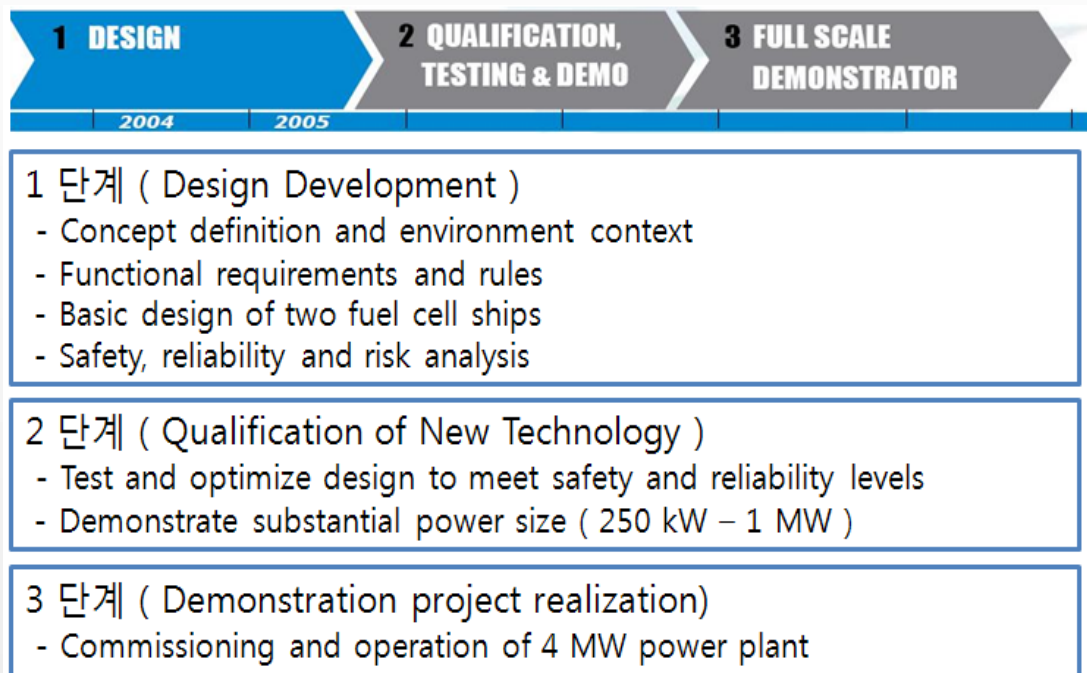 1 DESIGN
2 QUALIFICATION,
TESTING & DEMO
3 FULL SCALE
DEMONSTRATOR
2004 2005
1 단계 ( Design Development )
- Concept definition and environment context
- Functional requirements and rules
- Basic design of two fuel cell ships
- Safety, reliability and risk analysis
2 단계 ( Qualification of New Technology )
- Test and optimize design to meet safety and reliability levels
- Demonstrate substantial power size ( 250 kW – 1 MW )
3 단계 ( Demonstration project realization)
- Commissioning and operation of 4 MW power plant